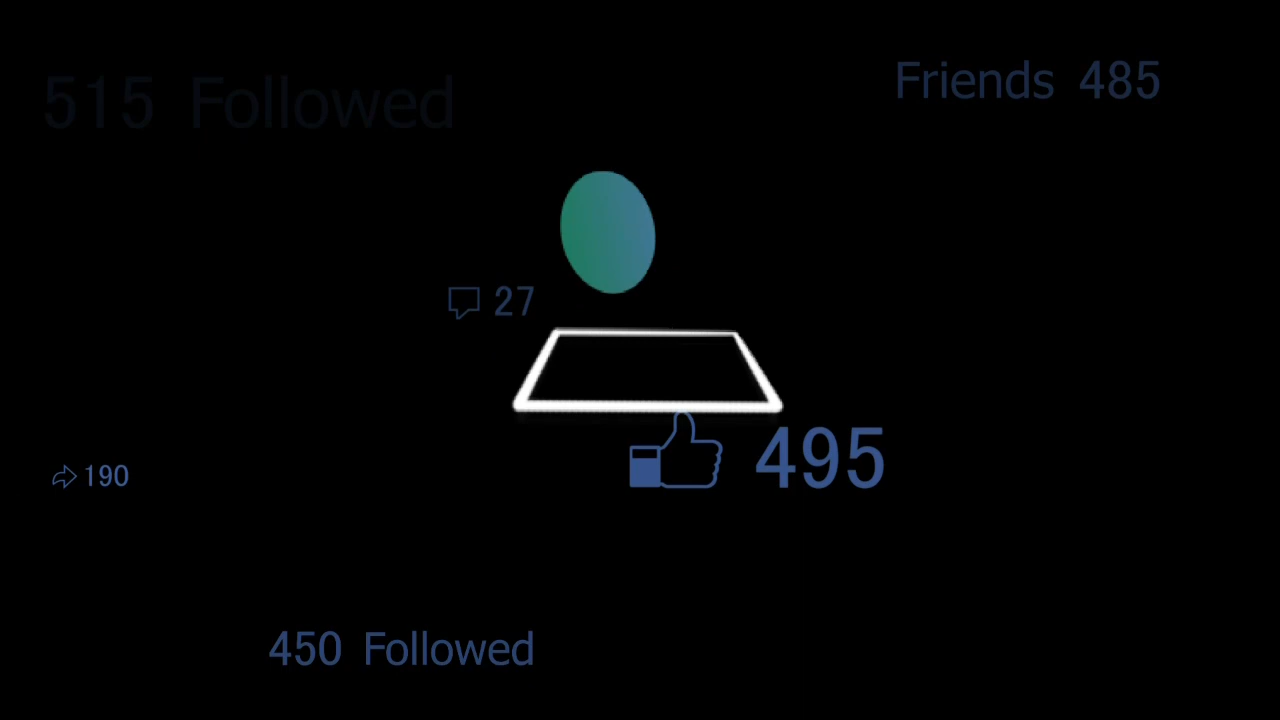 515 Followed
Friends 485
27
495
190
450 Followed